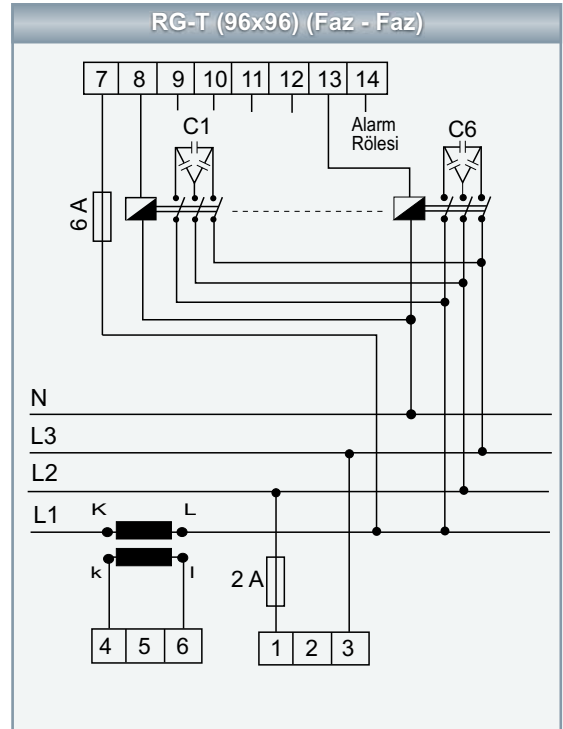 RG-T (96x96) (Faz - Faz)
7 8 9 10 11 12 13 14
C1
Alarm
Rölesi
C6
6 A
N
L3
L2
L1 K L
k l
2 A
4 5 6
1 2 3